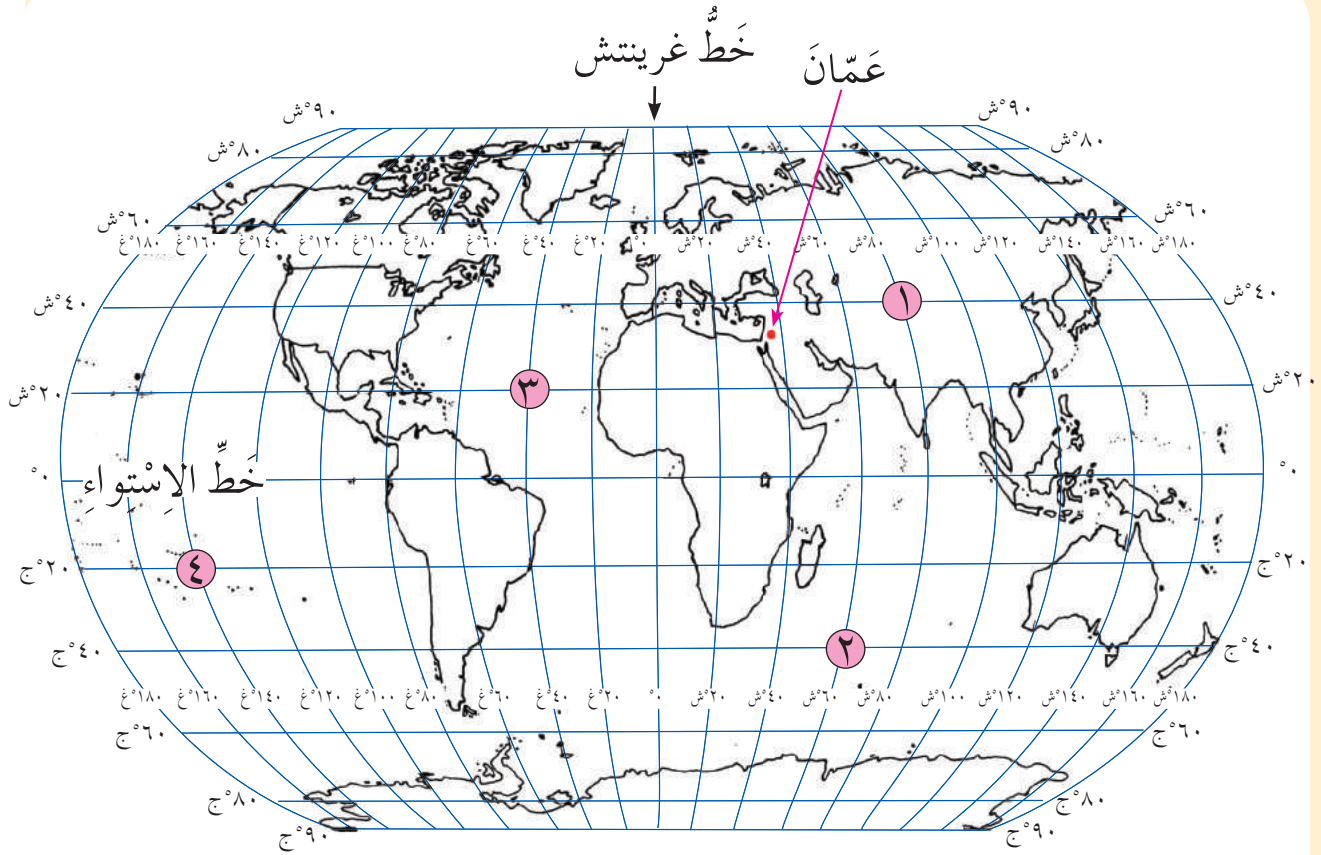 خَطُّ غرينتش
عَمّانَ
٩٠°ش ٩٠°ش
٨٠°ش ٨٠°ش
٦٠°ش ٦٠°ش
١٨٠°غ ١٦٠°غ ١٤٠°غ ١٢٠°غ ١٠٠°غ ٨٠°غ ٦٠°غ ٤٠°غ ٢٠°غ ٠° ٢٠°ش ٤٠°ش ٦٠°ش ٨٠°ش ١٠٠°ش ١٢٠°ش ١٤٠°ش ١٦٠°ش ١٨٠°ش
٤٠°ش ١ ٤٠°ش
٢٠°ش ٣ ٢٠°ش
٠° خَطِّ الاِسْتِواءِ ٠°
٢٠°ج ٤ ٢٠°ج
٤٠°ج ٢ ٤٠°ج
١٨٠°غ ١٦٠°غ ١٤٠°غ ١٢٠°غ ١٠٠°غ ٨٠°غ ٦٠°غ ٤٠°غ ٢٠°غ ٠° ٢٠°ش ٤٠°ش ٦٠°ش ٨٠°ش ١٠٠°ش ١٢٠°ش ١٤٠°ش ١٦٠°ش ١٨٠°ش
٦٠°ج ٦٠°ج
٨٠°ج ٨٠°ج
٩٠°ج ٩٠°ج